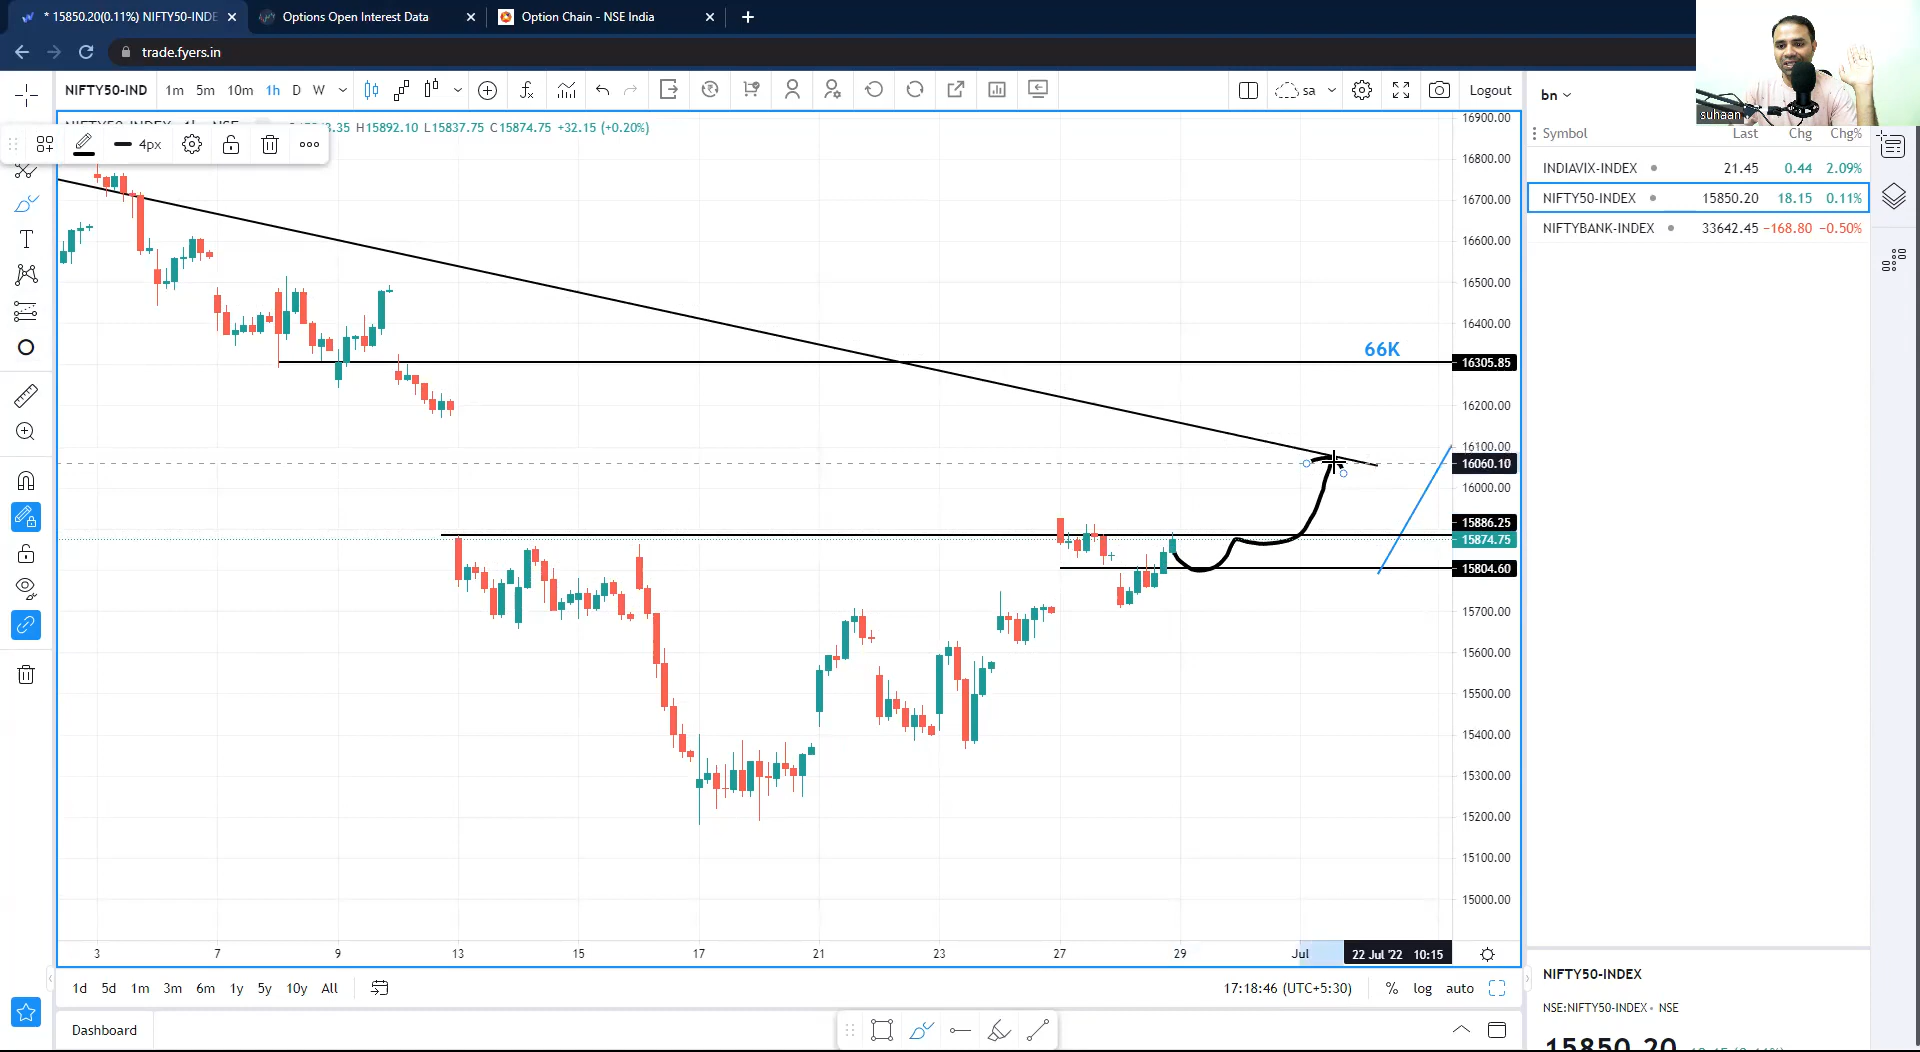 * 15850.20(0.11%) NIFTY50-INDE
Options Open Interest Data
Option Chain - NSE India
trade.fyers.in
suhaan
NIFTY50-IND
1m 5m 10m 1h D W
sa
Logout
bn
4px
H15892.10 L15837.75 C15874.75 +32.15 (+0.20%)
Symbol Last Chg Chg%
INDIAVIX-INDEX 21.45 0.44 2.09%
NIFTY50-INDEX 15850.20 18.15 0.11%
NIFTYBANK-INDEX 33642.45 −168.80 −0.50%
16900.00
16800.00
16700.00
16600.00
16500.00
16400.00
66K
16305.85
16200.00
16100.00
16060.10
16000.00
15886.25
15874.75
15804.60
15700.00
15600.00
15500.00
15400.00
15300.00
15200.00
15100.00
15000.00
3 7 9 13 15 17 21 23 27 29 Jul 22 Jul '22 10:15
1d 5d 1m 3m 6m 1y 5y 10y All
17:18:46 (UTC+5:30) % log auto
Dashboard
NIFTY50-INDEX
NSE:NIFTY50-INDEX • NSE
15850.20